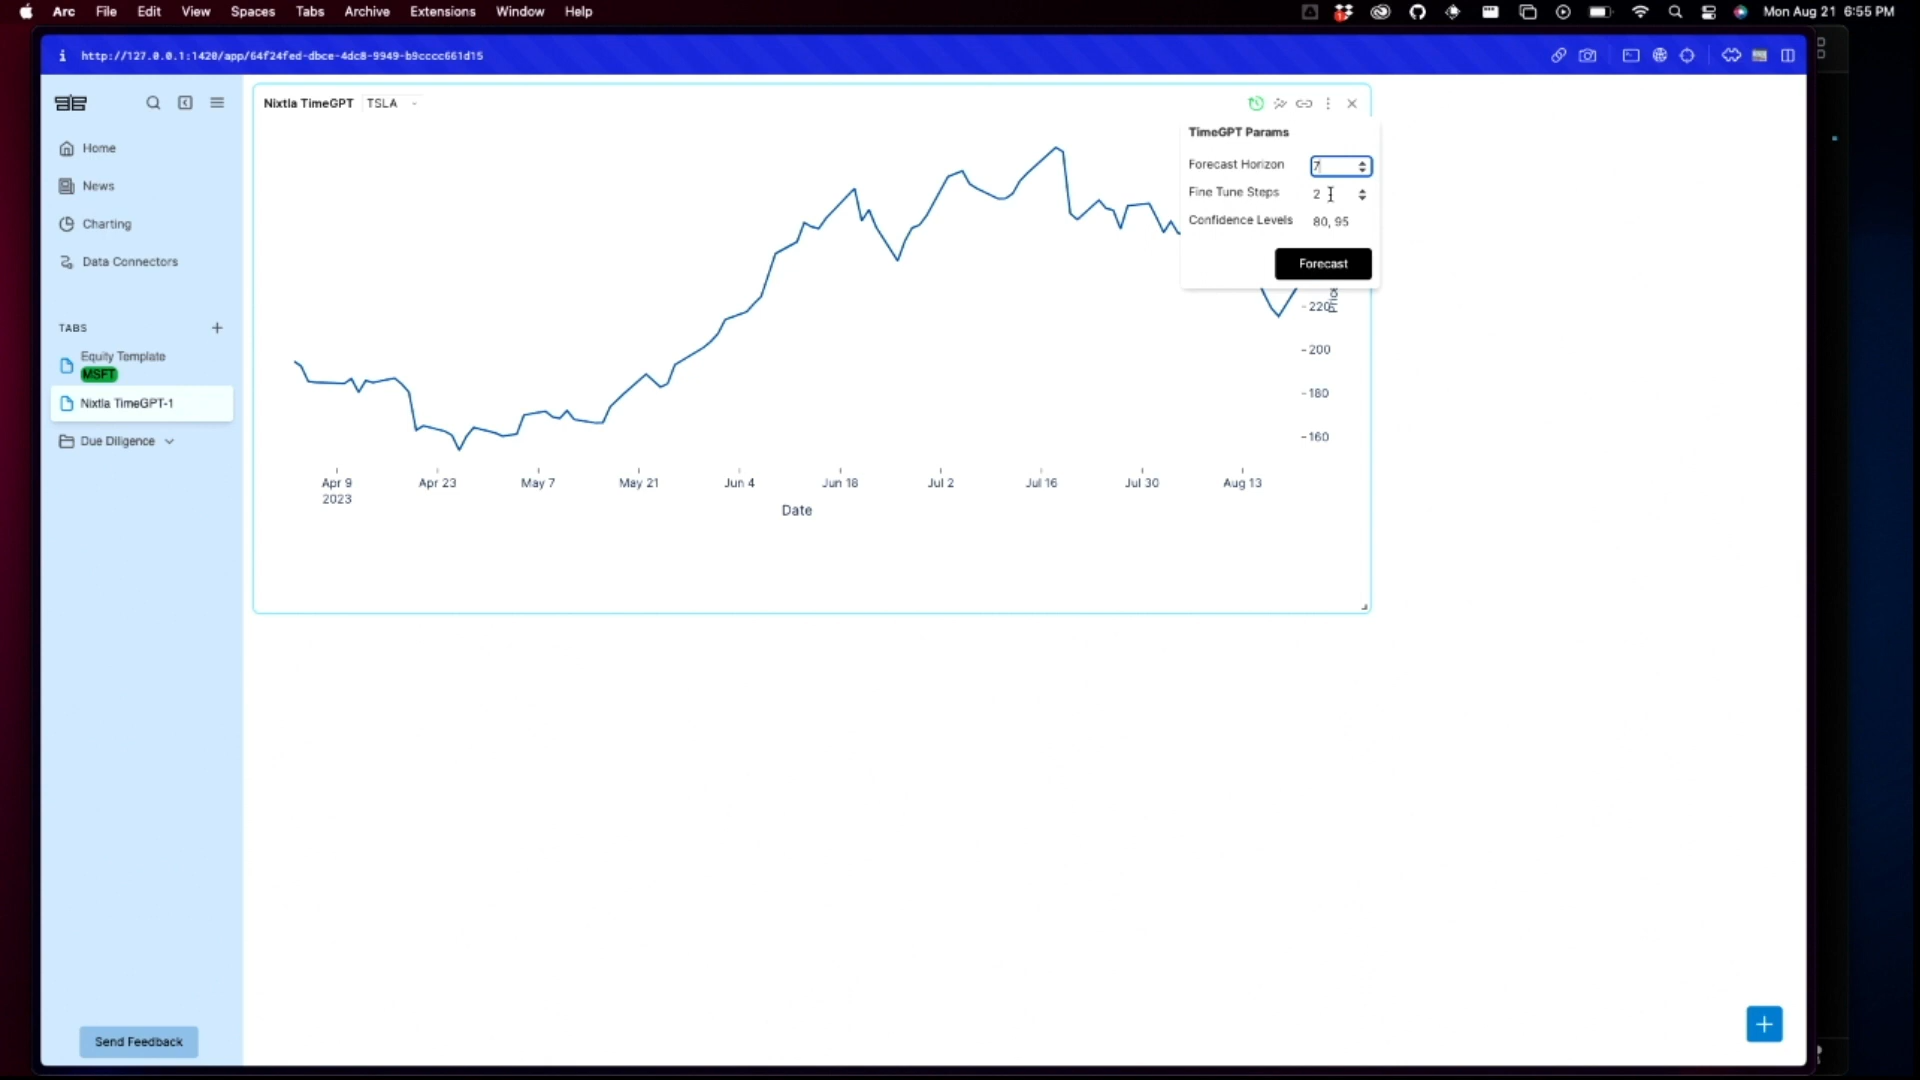 Arc File Edit View Spaces Tabs Archive Extensions Window Help Mon Aug 21 6:55 PM
http://127.0.0.1:1420/app/64f24fed-dbce-4dc8-9949-b9cccc661d15
Nixtla TimeGPT TSLA
TimeGPT Params
Forecast Horizon 7
Fine Tune Steps 2
Confidence Levels 80, 95
Forecast
Home
News
Charting
Data Connectors
TABS
Equity Template
MSFT
Nixtla TimeGPT-1
Due Diligence
Send Feedback
Price
220
200
180
160
Apr 9 Apr 23 May 7 May 21 Jun 4 Jun 18 Jul 2 Jul 16 Jul 30 Aug 13
2023
Date